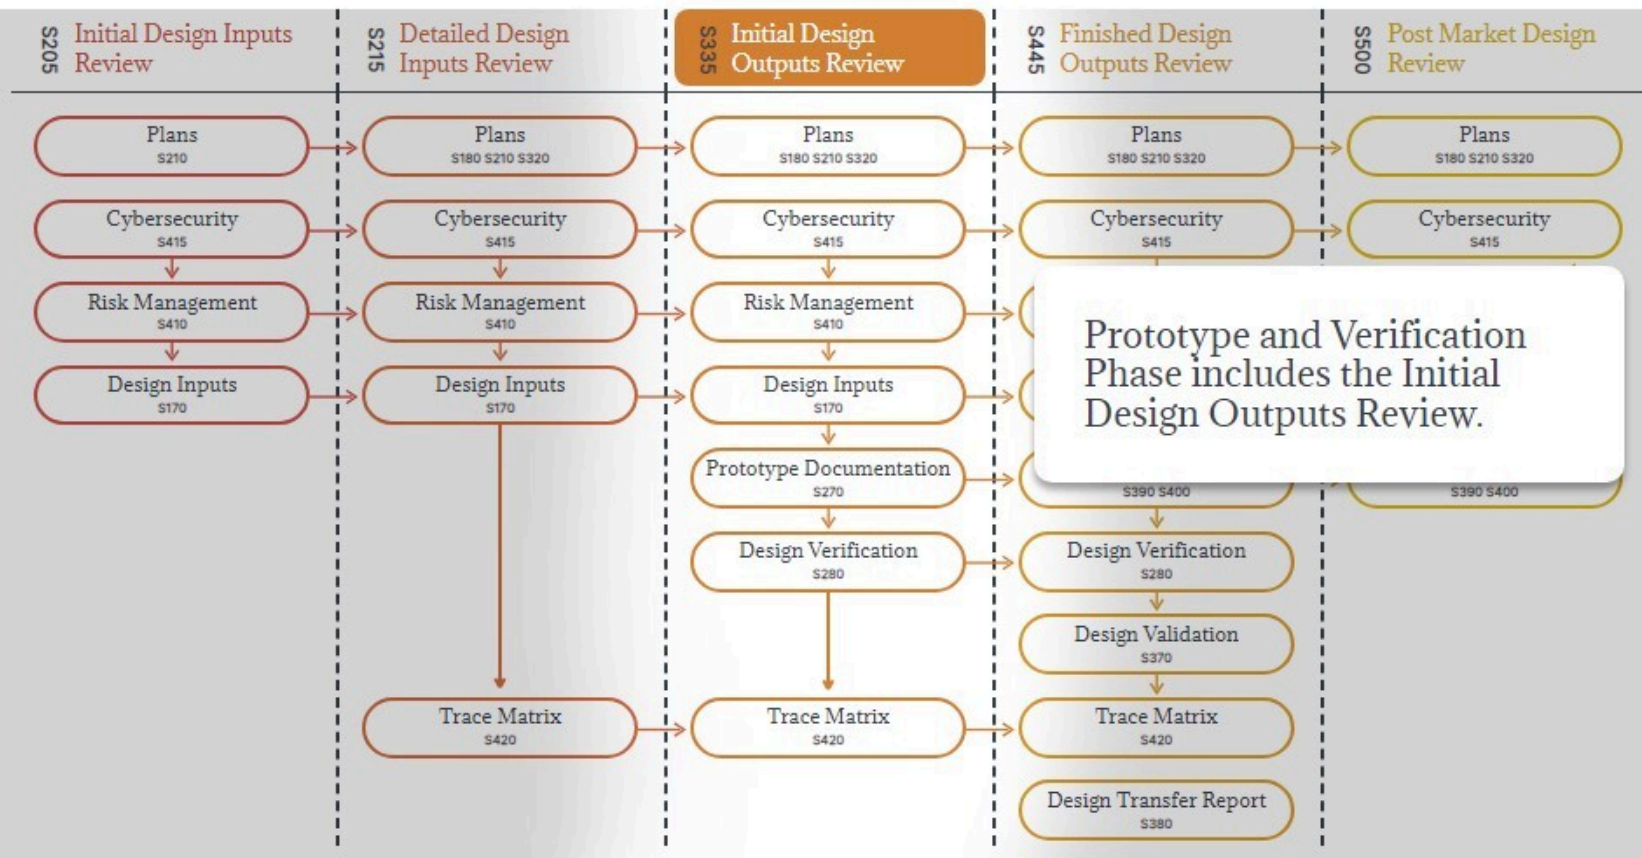 S205
Initial Design Inputs
Review
S215
Detailed Design
Inputs Review
S335
Initial Design
Outputs Review
S445
Finished Design
Outputs Review
S500
Post Market Design
Review
Plans
S210
Plans
S180 S210 S320
Plans
S180 S210 S320
Plans
S180 S210 S320
Plans
S180 S210 S320
Cybersecurity
S415
Cybersecurity
S415
Cybersecurity
S415
Cybersecurity
S415
Cybersecurity
S415
Risk Management
S410
Risk Management
S410
Risk Management
S410
Prototype and Verification
Phase includes the Initial
Design Outputs Review.
Design Inputs
S170
Design Inputs
S170
Design Inputs
S170
Prototype Documentation
S270
S390 S400
S390 S400
Design Verification
S280
Design Verification
S280
Design Validation
S370
Trace Matrix
S420
Trace Matrix
S420
Trace Matrix
S420
Design Transfer Report
S380